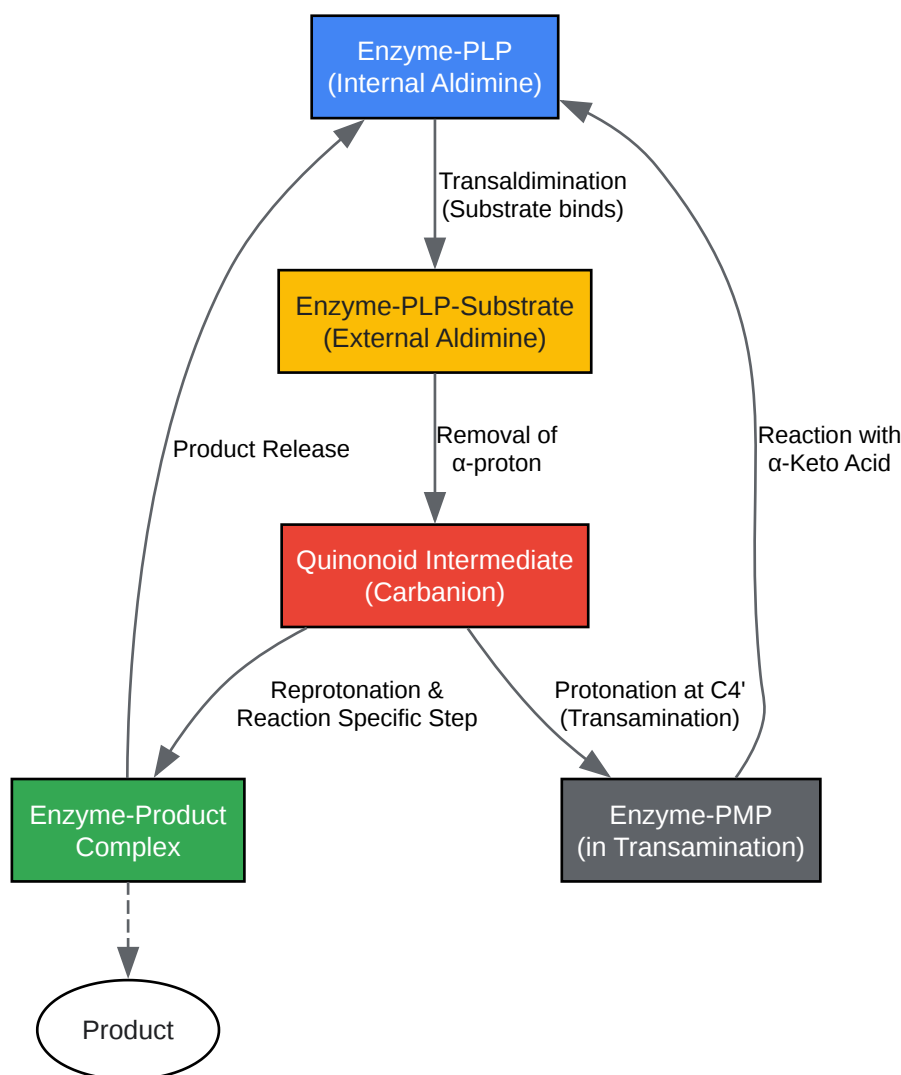 Enzyme-PLP
(Internal Aldimine)
Transaldimination
(Substrate binds)
Enzyme-PLP-Substrate
(External Aldimine)
Product Release
Removal of
α-proton
Reaction with
α-Keto Acid
Quinonoid Intermediate
(Carbanion)
Reprotonation &
Reaction Specific Step
Protonation at C4'
(Transamination)
Enzyme-Product
Complex
Enzyme-PMP
(in Transamination)
Product